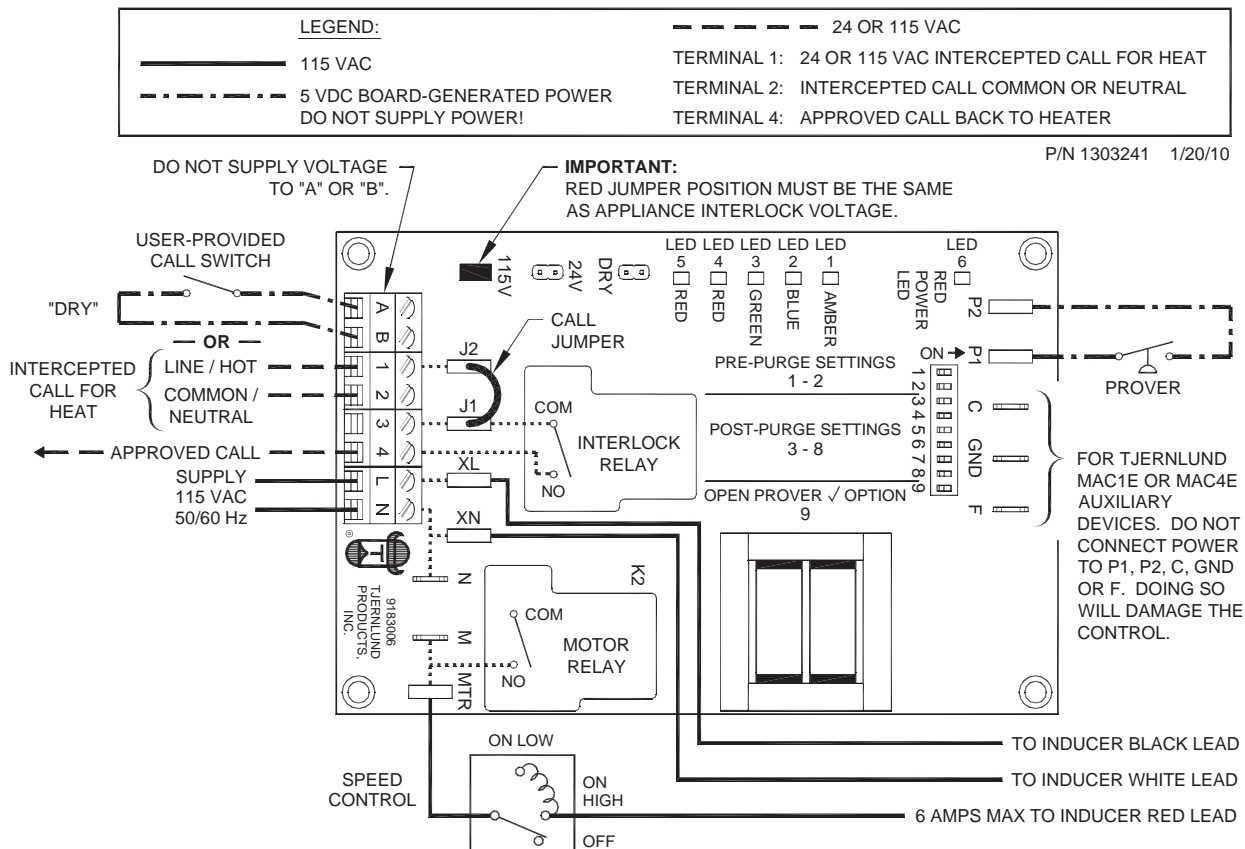 LEGEND:
115 VAC
5 VDC BOARD-GENERATED POWER
DO NOT SUPPLY POWER!
24 OR 115 VAC
TERMINAL 1: 24 OR 115 VAC INTERCEPTED CALL FOR HEAT
TERMINAL 2: INTERCEPTED CALL COMMON OR NEUTRAL
TERMINAL 4: APPROVED CALL BACK TO HEATER
P/N 1303241 1/20/10
DO NOT SUPPLY VOLTAGE
TO "A" OR "B".
IMPORTANT:
RED JUMPER POSITION MUST BE THE SAME
AS APPLIANCE INTERLOCK VOLTAGE.
USER-PROVIDED
CALL SWITCH
"DRY"
OR
INTERCEPTED
CALL FOR
HEAT
LINE / HOT
COMMON /
NEUTRAL
APPROVED CALL
SUPPLY
115 VAC
50/60 Hz
A
B
1
2
3
4
L
N
115V
24V
DRY
LED
5
RED
LED
4
RED
LED
3
GREEN
LED
2
BLUE
LED
1
AMBER
LED
6
RED
POWER
LED
P2
P1
ON
PROVER
CALL
JUMPER
J2
J1
XL
XN
COM
INTERLOCK
RELAY
NO
PRE-PURGE SETTINGS
1 - 2
POST-PURGE SETTINGS
3 - 8
OPEN PROVER √ OPTION
9
1
2
3
4
5
6
7
8
9
C
GND
F
FOR TJERNLUND
MAC1E OR MAC4E
AUXILIARY
DEVICES. DO NOT
CONNECT POWER
TO P1, P2, C, GND
OR F. DOING SO
WILL DAMAGE THE
CONTROL.
®
T
9183006
TJERNLUND
PRODUCTS,
INC.
N
M
MTR
K2
COM
MOTOR
RELAY
NO
TO INDUCER BLACK LEAD
TO INDUCER WHITE LEAD
6 AMPS MAX TO INDUCER RED LEAD
SPEED
CONTROL
ON LOW
ON
HIGH
OFF